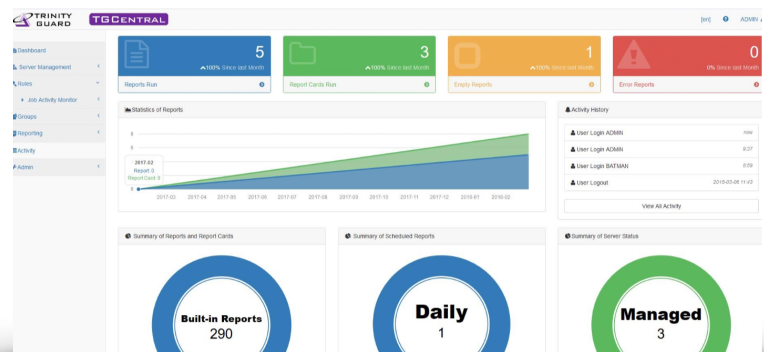 TRINITY GUARD
TGCENTRAL
[en] ADMIN
Dashboard
Server Management
Rules
Job Activity Monitor
Groups
Reporting
Activity
Admin
5
100% Since last Month
Reports Run
3
100% Since last Month
Report Cards Run
1
100% Since last Month
Empty Reports
0
0% Since last Month
Error Reports
Statistics of Reports
2017-02
Report: 0
Report Card: 0
2017-03 2017-04 2017-05 2017-06 2017-07 2017-08 2017-09 2017-10 2017-11 2017-12 2018-01 2018-02
Activity History
User Login ADMIN now
User Login ADMIN
User Login BATMAN
User Logout
View All Activity
Summary of Reports and Report Cards
Built-in Reports
290
Summary of Scheduled Reports
Daily
1
Summary of Server Status
Managed
3